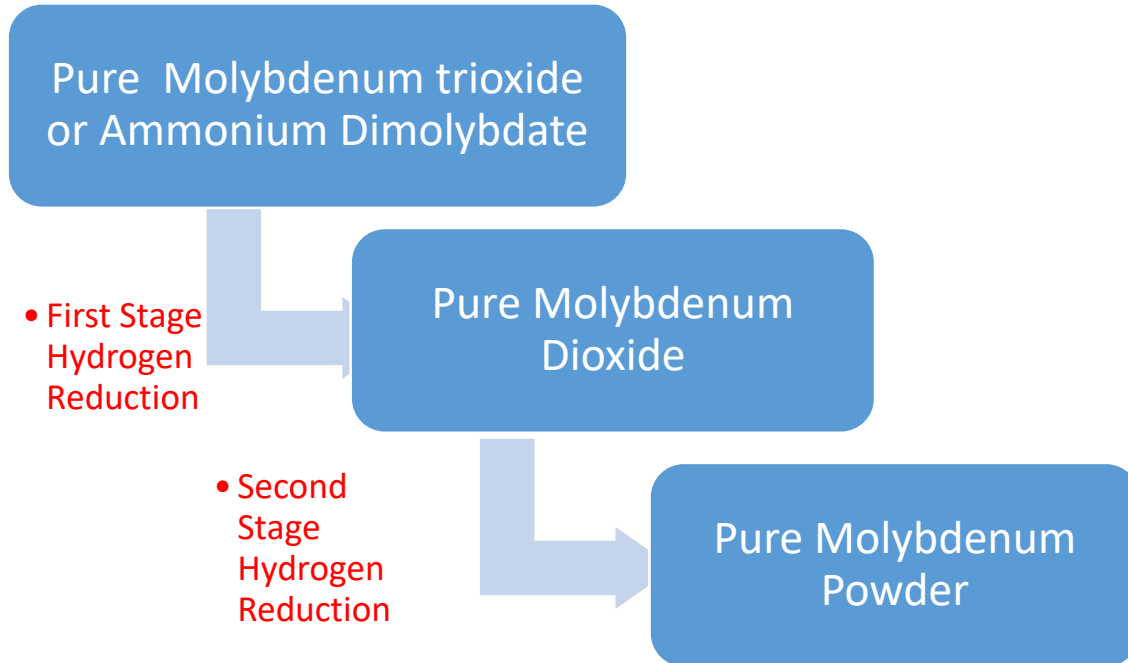 Pure  Molybdenum trioxide
or Ammonium Dimolybdate
• First Stage
Hydrogen
Reduction
Pure Molybdenum
Dioxide
• Second
Stage
Hydrogen
Reduction
Pure Molybdenum
Powder